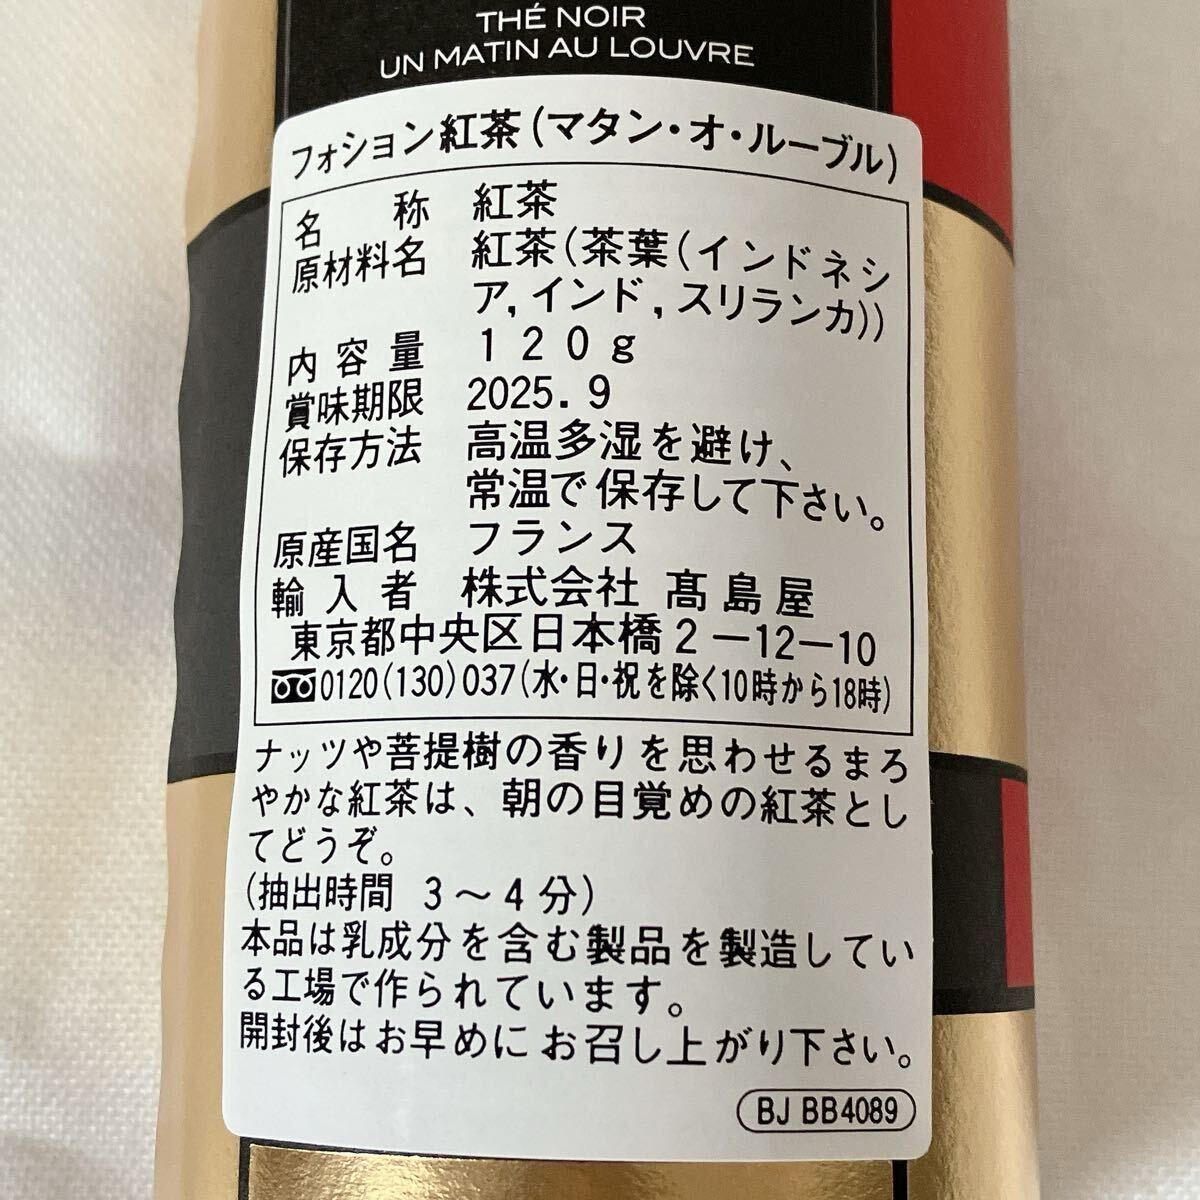 THÉ NOIR
UN MATIN AU LOUVRE
フォション紅茶(マタン・オ・ルーブル)
名称 紅茶
原材料名 紅茶(茶葉(インドネシ
ア,インド,スリランカ))
内容量 120g
賞味期限 2025.9
保存方法 高温多湿を避け、
常温で保存して下さい。
原産国名 フランス
輸入者 株式会社 髙島屋
東京都中央区日本橋2-12-10
0120(130)037(水・日・祝を除く10時から18時)
ナッツや菩提樹の香りを思わせるまろ
やかな紅茶は、朝の目覚めの紅茶とし
てどうぞ。
(抽出時間 3～4分)
本品は乳成分を含む製品を製造してい
る工場で作られています。
開封後はお早めにお召し上がり下さい。
BJ BB4089